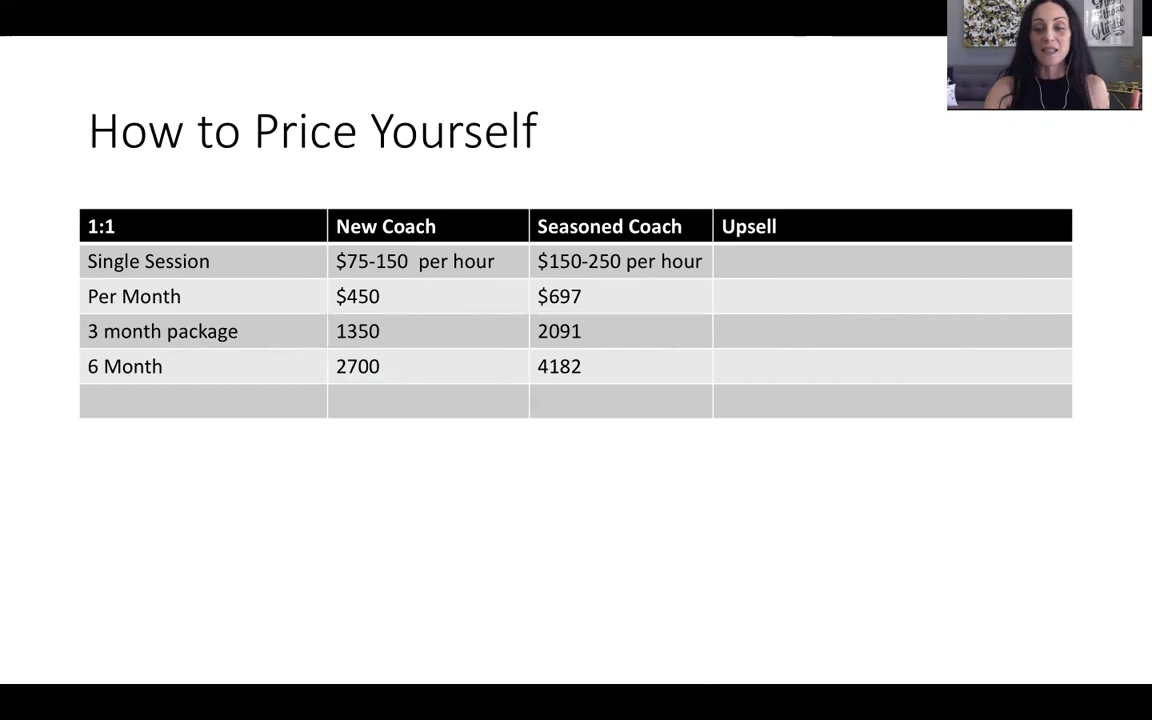 How to Price Yourself
1:1 New Coach Seasoned Coach Upsell
Single Session $75-150 per hour $150-250 per hour
Per Month $450 $697
3 month package 1350 2091
6 Month 2700 4182